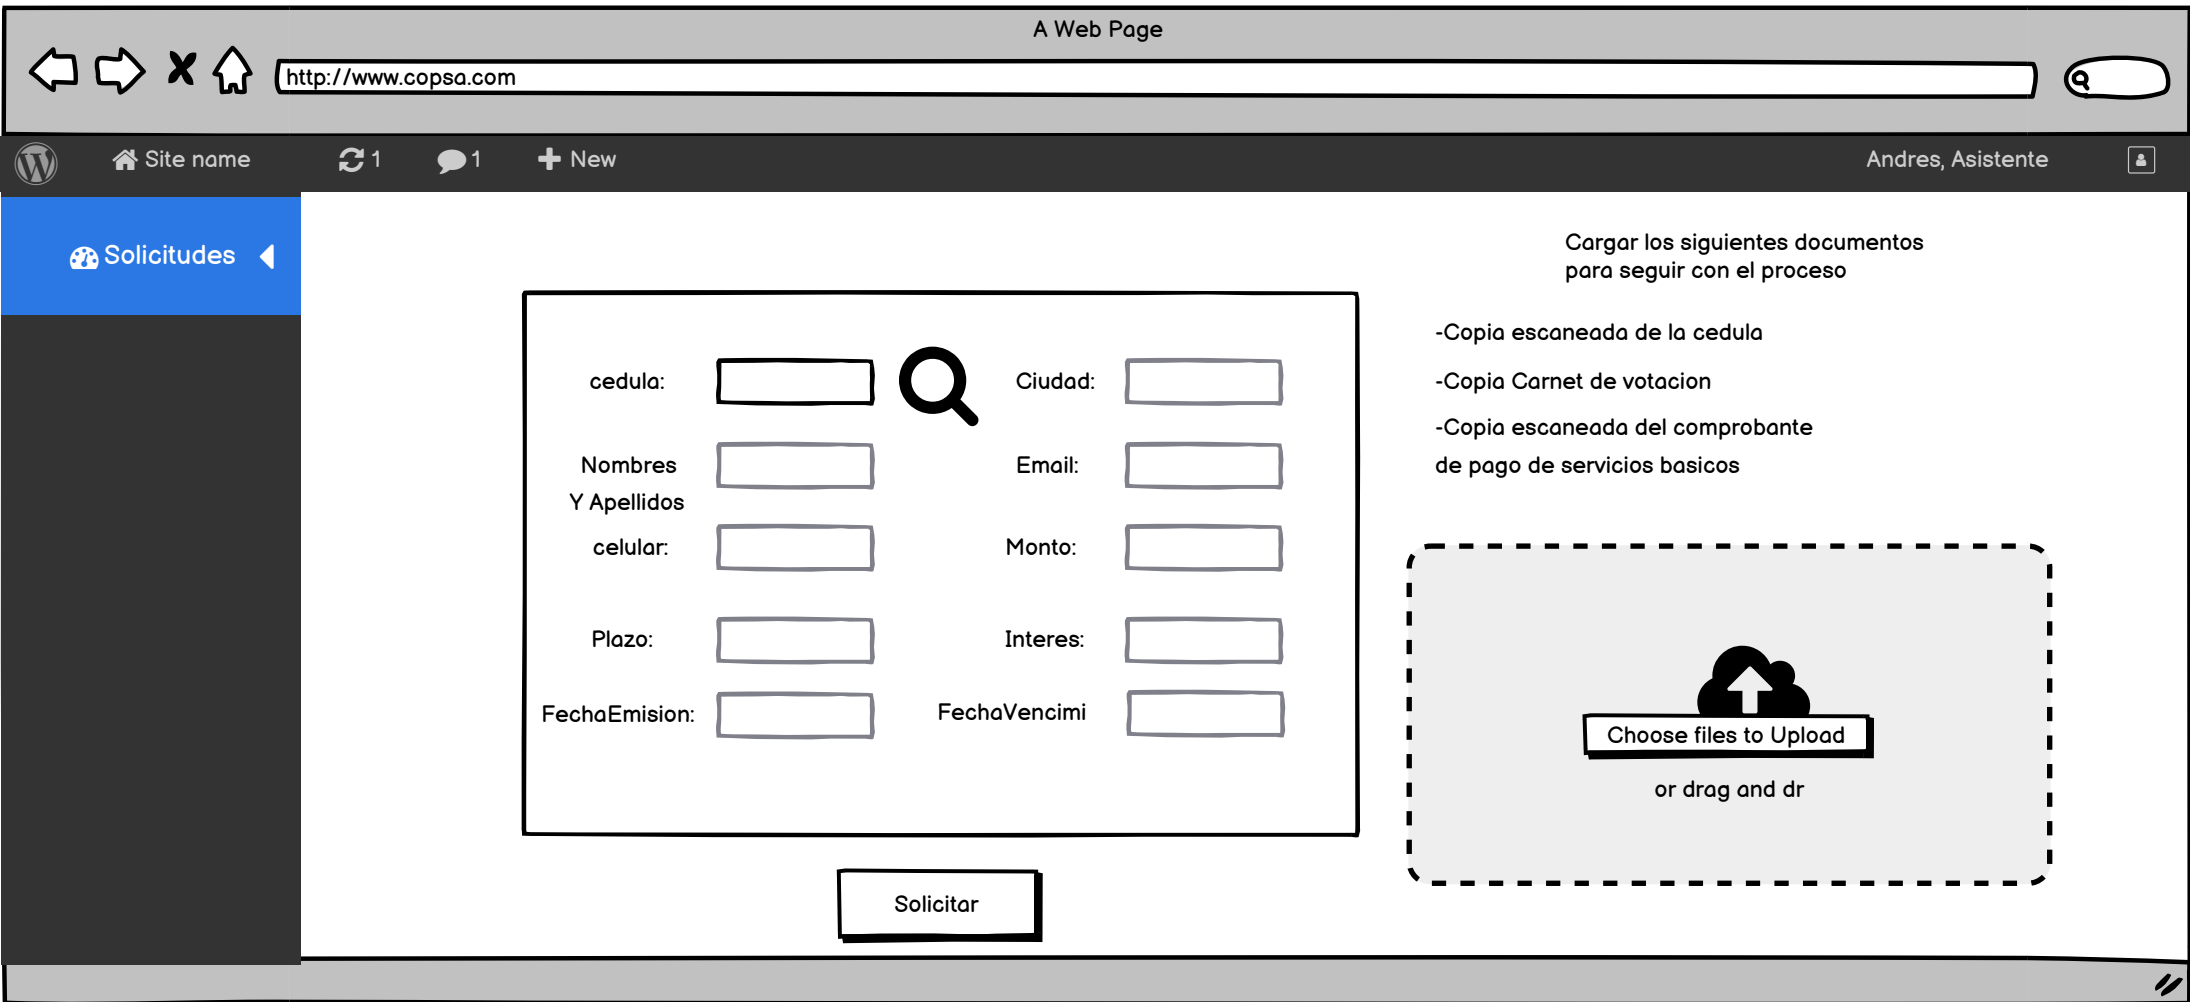 A Web Page
http://www.copsa.com
Site name
1
1
New
Andres, Asistente
Solicitudes
cedula:
Ciudad:
Nombres
Y Apellidos
Email:
celular:
Monto:
Plazo:
Interes:
FechaEmision:
FechaVencimi
Solicitar
Cargar los siguientes documentos
para seguir con el proceso
-Copia escaneada de la cedula
-Copia Carnet de votacion
-Copia escaneada del comprobante
de pago de servicios basicos
Choose files to Upload
or drag and dr